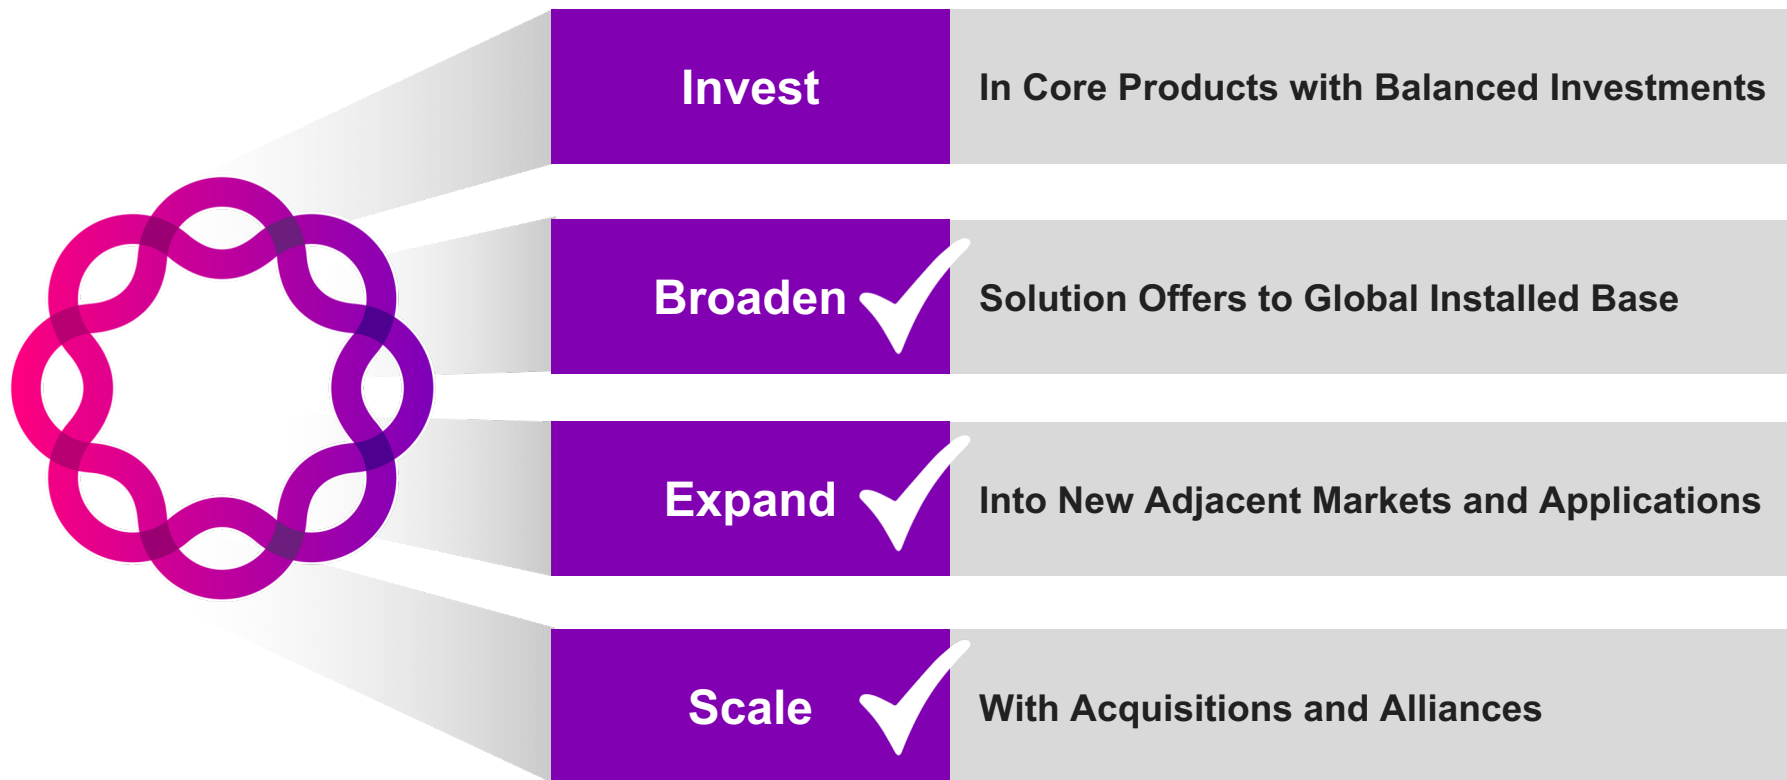 Invest
In Core Products with Balanced Investments
Broaden
Solution Offers to Global Installed Base
Expand
Into New Adjacent Markets and Applications
Scale
With Acquisitions and Alliances